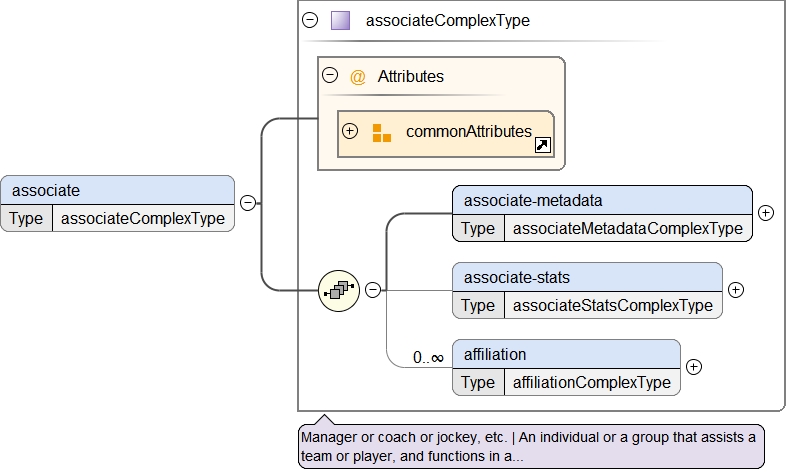 associateComplexType
@ Attributes
commonAttributes
associate
Type associateComplexType
associate-metadata
Type associateMetadataComplexType
associate-stats
Type associateStatsComplexType
0..∞
affiliation
Type affiliationComplexType
Manager or coach or jockey, etc. | An individual or a group that assists a
team or player, and functions in a...